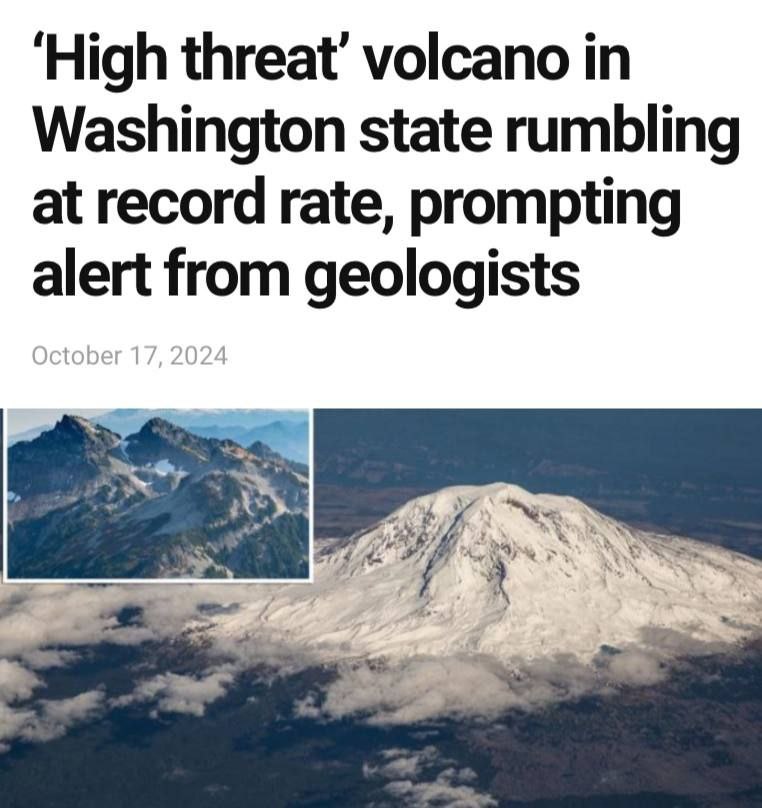 ‘High threat’ volcano in
Washington state rumbling
at record rate, prompting
alert from geologists
October 17, 2024